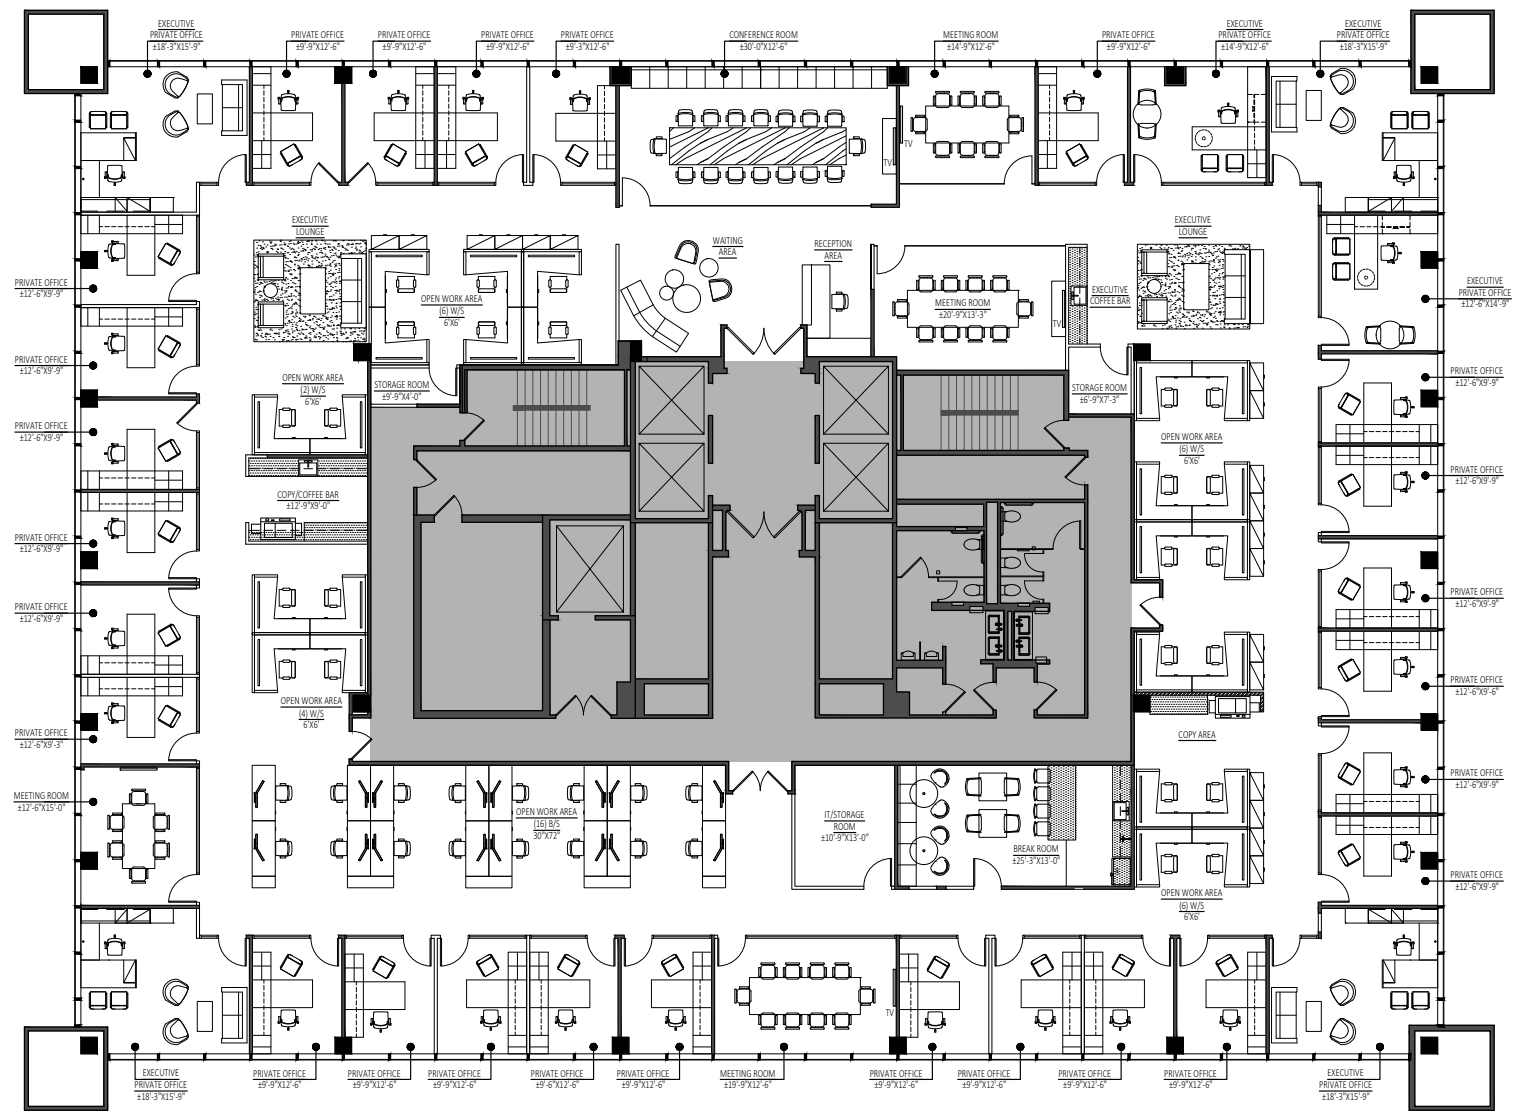 EXECUTIVE
PRIVATE OFFICE
±18'-3"X15'-9"
PRIVATE OFFICE
±9'-9"X12'-6"
PRIVATE OFFICE
±9'-9"X12'-6"
PRIVATE OFFICE
±9'-9"X12'-6"
PRIVATE OFFICE
±9'-3"X12'-6"
CONFERENCE ROOM
±30'-0"X12'-6"
MEETING ROOM
±14'-9"X12'-6"
PRIVATE OFFICE
±9'-9"X12'-6"
EXECUTIVE
PRIVATE OFFICE
±14'-9"X12'-6"
EXECUTIVE
PRIVATE OFFICE
±18'-3"X15'-9"
TV
TV
EXECUTIVE
LOUNGE
WAITING
AREA
RECEPTION
AREA
EXECUTIVE
LOUNGE
PRIVATE OFFICE
±12'-6"X9'-9"
OPEN WORK AREA
(6) W/S
6'X6'
MEETING ROOM
±20'-9"X13'-3"
TV
EXECUTIVE
COFFEE BAR
EXECUTIVE
PRIVATE OFFICE
±12'-6"X14'-9"
PRIVATE OFFICE
±12'-6"X9'-9"
OPEN WORK AREA
(2) W/S
6'X6'
STORAGE ROOM
±9'-9"X4'-0"
STORAGE ROOM
±6'-9"X7'-3"
PRIVATE OFFICE
±12'-6"X9'-9"
PRIVATE OFFICE
±12'-6"X9'-9"
OPEN WORK AREA
(6) W/S
6'X6'
PRIVATE OFFICE
±12'-6"X9'-9"
COPY/COFFEE BAR
±12'-9"X9'-0"
PRIVATE OFFICE
±12'-6"X9'-9"
PRIVATE OFFICE
±12'-6"X9'-9"
PRIVATE OFFICE
±12'-6"X9'-9"
PRIVATE OFFICE
±12'-6"X9'-6"
OPEN WORK AREA
(4) W/S
6'X6'
PRIVATE OFFICE
±12'-6"X9'-3"
COPY AREA
PRIVATE OFFICE
±12'-6"X9'-9"
MEETING ROOM
±12'-6"X15'-0"
OPEN WORK AREA
(16) B/S
30"X72"
IT/STORAGE
ROOM
±10'-9"X13'-0"
BREAK ROOM
±25'-3"X13'-0"
PRIVATE OFFICE
±12'-6"X9'-9"
OPEN WORK AREA
(6) W/S
6'X6'
TV
EXECUTIVE
PRIVATE OFFICE
±18'-3"X15'-9"
PRIVATE OFFICE
±9'-9"X12'-6"
PRIVATE OFFICE
±9'-9"X12'-6"
PRIVATE OFFICE
±9'-9"X12'-6"
PRIVATE OFFICE
±9'-6"X12'-6"
PRIVATE OFFICE
±9'-9"X12'-6"
MEETING ROOM
±19'-9"X12'-6"
PRIVATE OFFICE
±9'-9"X12'-6"
PRIVATE OFFICE
±9'-9"X12'-6"
PRIVATE OFFICE
±9'-9"X12'-6"
PRIVATE OFFICE
±9'-9"X12'-6"
EXECUTIVE
PRIVATE OFFICE
±18'-3"X15'-9"